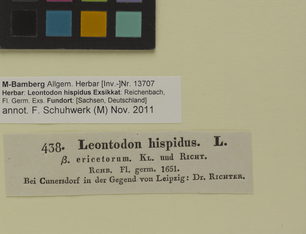 M-Bamberg Allgem. Herbar [Inv.-]Nr. 13707
Herbar: Leontodon hispidus Exsikkat: Reichenbach,
Fl. Germ. Exs. Fundort: [Sachsen, Deutschland]
annot. F. Schuhwerk (M) Nov. 2011
438. Leontodon hispidus. L.
β. ericetorum. KL. und RICHT.
RCHB. Fl. germ. 1651.
Bei Cunersdorf in der Gegend von Leipzig: Dr. RICHTER.